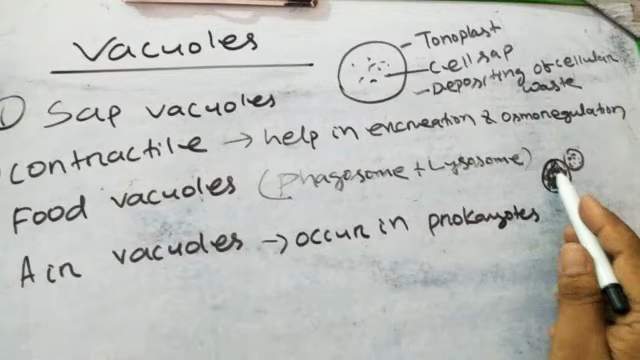 Vacuoles
- Tonoplast
- Cell sap
- Depositing of cellular
waste
1) Sap vacuoles
contractile → help in excreation & osmoregulation
Food vacuoles (Phagosome + Lysosome)
Air vacuoles → occur in prokaryotes